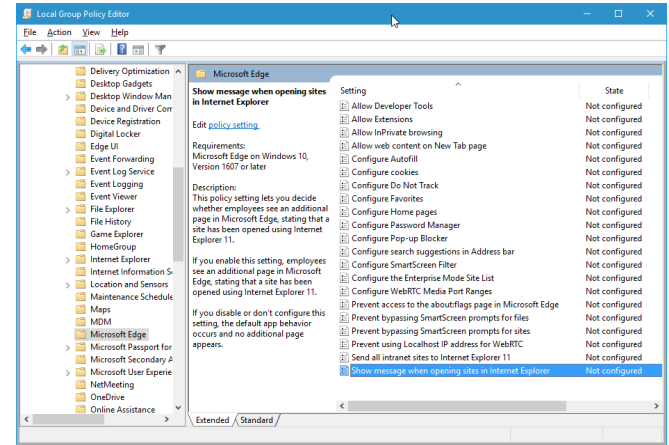 Local Group Policy Editor
File Action View Help
Delivery Optimization
Desktop Gadgets
Desktop Window Man
Device and Driver Com
Device Registration
Digital Locker
Edge UI
Event Forwarding
Event Log Service
Event Logging
Event Viewer
File Explorer
File History
Game Explorer
HomeGroup
Internet Explorer
Internet Information Se
Location and Sensors
Maintenance Schedule
Maps
MDM
Microsoft Edge
Microsoft Passport for
Microsoft Secondary A
Microsoft User Experie
NetMeeting
OneDrive
Online Assistance
Microsoft Edge
Show message when opening sites
in Internet Explorer
Edit policy setting
Requirements:
Microsoft Edge on Windows 10,
Version 1607 or later
Description:
This policy setting lets you decide
whether employees see an additional
page in Microsoft Edge, stating that a
site has been opened using Internet
Explorer 11.
If you enable this setting, employees
see an additional page in Microsoft
Edge, stating that a site has been
opened using Internet Explorer 11.
If you disable or don't configure this
setting, the default app behavior
occurs and no additional page
appears.
Setting State
Allow Developer Tools Not configured
Allow Extensions Not configured
Allow InPrivate browsing Not configured
Allow web content on New Tab page Not configured
Configure Autofill Not configured
Configure cookies Not configured
Configure Do Not Track Not configured
Configure Favorites Not configured
Configure Home pages Not configured
Configure Password Manager Not configured
Configure Pop-up Blocker Not configured
Configure search suggestions in Address bar Not configured
Configure SmartScreen Filter Not configured
Configure the Enterprise Mode Site List Not configured
Configure WebRTC Media Port Ranges Not configured
Prevent access to the about:flags page in Microsoft Edge Not configured
Prevent bypassing SmartScreen prompts for files Not configured
Prevent bypassing SmartScreen prompts for sites Not configured
Prevent using Localhost IP address for WebRTC Not configured
Send all intranet sites to Internet Explorer 11 Not configured
Show message when opening sites in Internet Explorer Not configured
Extended Standard